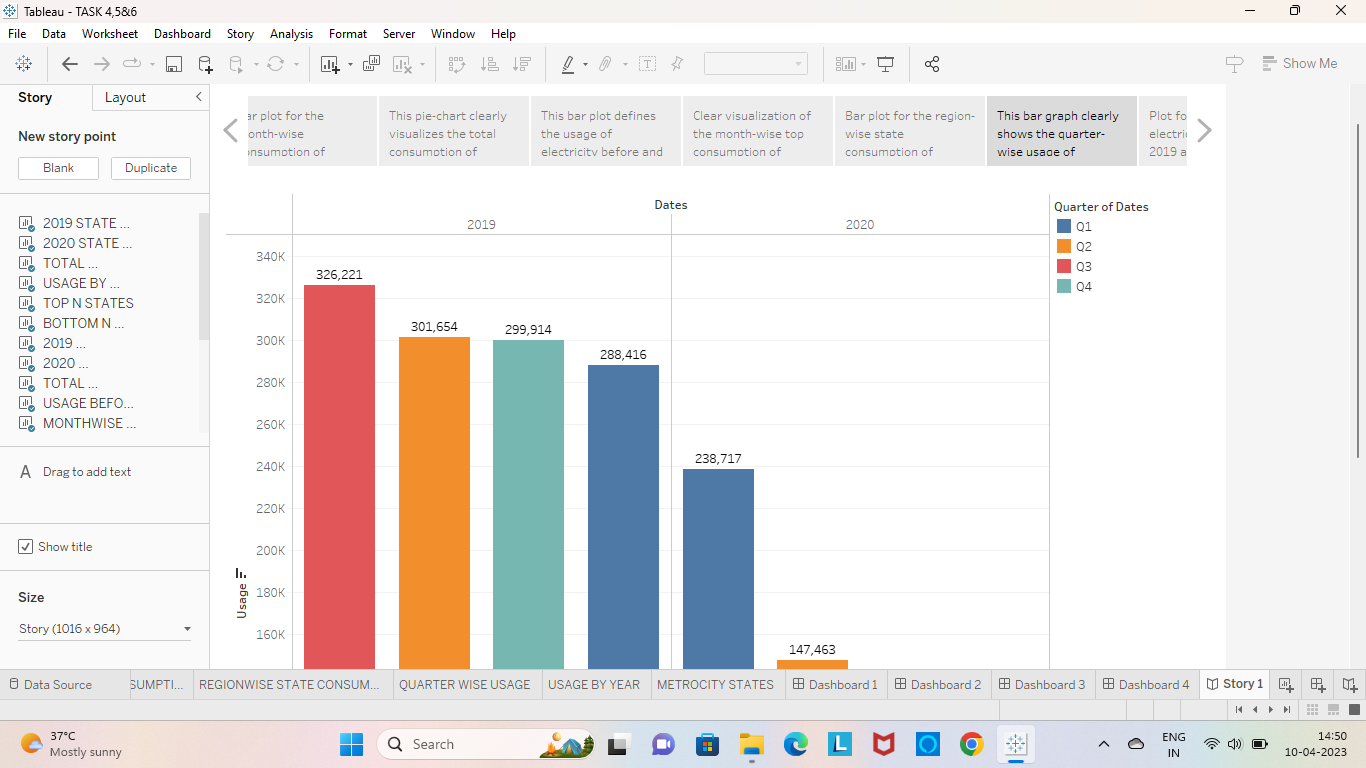 Tableau - TASK 4,5&6
File Data Worksheet Dashboard Story Analysis Format Server Window Help
Show Me
Story Layout
New story point
Blank Duplicate
2019 STATE ...
2020 STATE ...
TOTAL ...
USAGE BY ...
TOP N STATES
BOTTOM N ...
2019 ...
2020 ...
TOTAL ...
USAGE BEFO...
MONTHWISE ...
Drag to add text
Show title
Size
Story (1016 x 964)
ar plot for the
onth-wise
onsumption of
This pie-chart clearly
visualizes the total
consumption of
This bar plot defines
the usage of
electricity before and
Clear visualization of
the month-wise top
consumption of
Bar plot for the region-
wise state
consumption of
This bar graph clearly
shows the quarter-
wise usage of
Plot fo
electri
2019 a
Dates
2019 2020
340K
320K
300K
280K
260K
240K
220K
200K
180K
160K
Usage
326,221
301,654
299,914
288,416
238,717
147,463
Quarter of Dates
Q1
Q2
Q3
Q4
Data Source SUMPTI... REGIONWISE STATE CONSUM... QUARTER WISE USAGE USAGE BY YEAR METROCITY STATES Dashboard 1 Dashboard 2 Dashboard 3 Dashboard 4 Story 1
37°C
Mostly sunny
Search
ENG
IN
14:50
10-04-2023